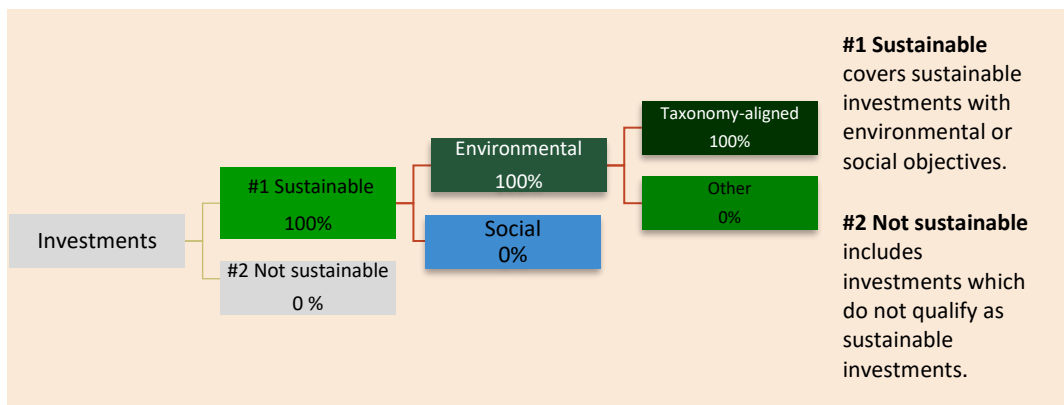 Investments
#1 Sustainable
100%
#2 Not sustainable
0 %
Environmental
100%
Social
0%
Taxonomy-aligned
100%
Other
0%
#1 Sustainable
covers sustainable
investments with
environmental or
social objectives.
#2 Not sustainable
includes
investments which
do not qualify as
sustainable
investments.